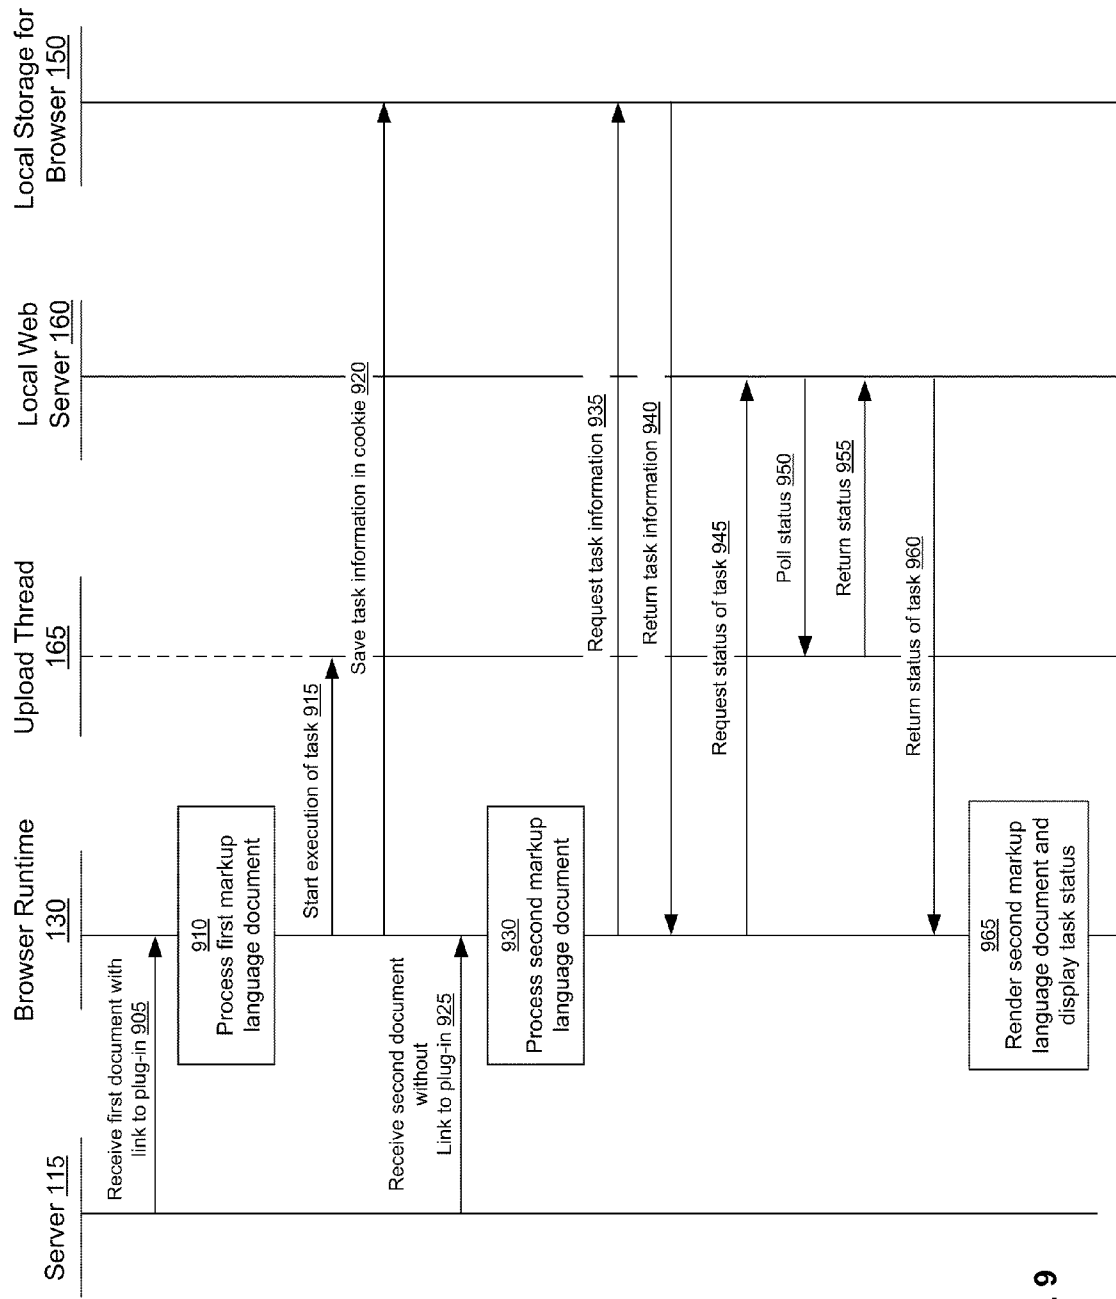 Server 115
Browser Runtime
130
Upload Thread
165
Local Web
Server 160
Local Storage for
Browser 150
Receive first document with
link to plug-in 905
910
Process first markup
language document
Start execution of task 915
Save task information in cookie 920
Receive second document
without
Link to plug-in 925
930
Process second markup
language document
Request task information 935
Return task information 940
Request status of task 945
Poll status 950
Return status 955
Return status of task 960
965
Render second markup
language document and
display task status
. 9